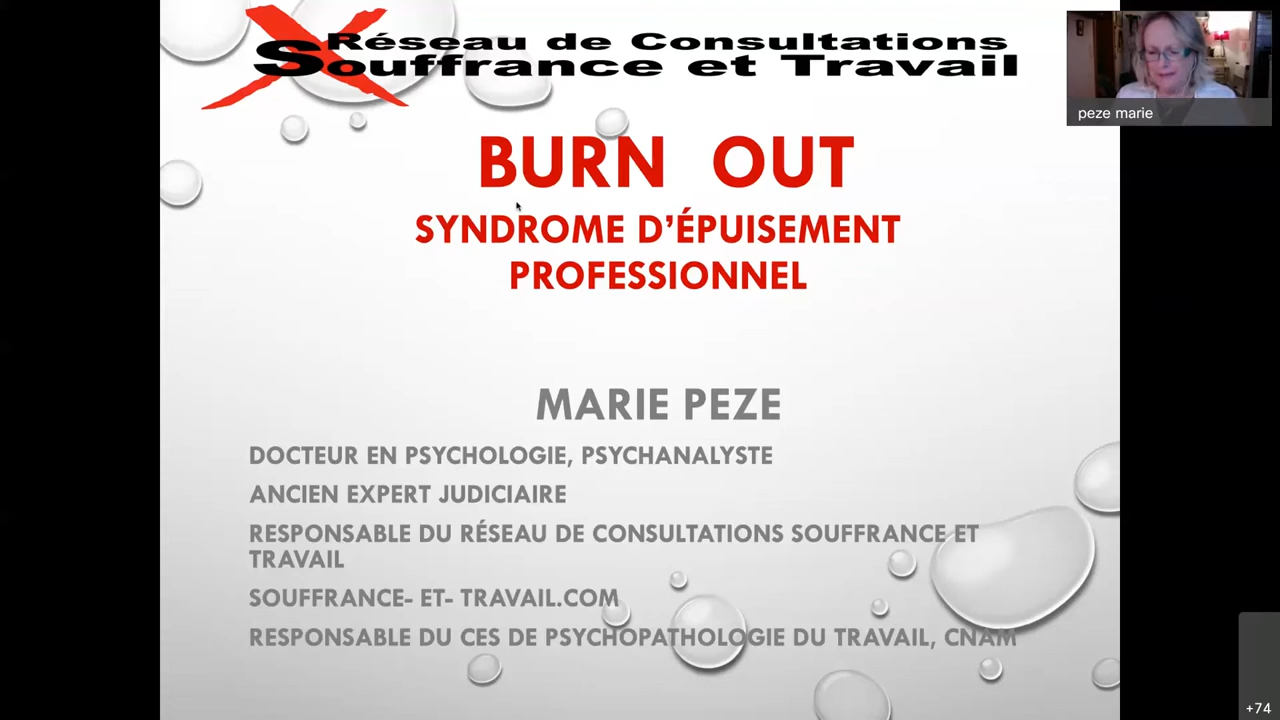 Réseau de Consultations
Souffrance et Travail
peze marie
BURN OUT
SYNDROME D'ÉPUISEMENT
PROFESSIONNEL
MARIE PEZE
DOCTEUR EN PSYCHOLOGIE, PSYCHANALYSTE
ANCIEN EXPERT JUDICIAIRE
RESPONSABLE DU RÉSEAU DE CONSULTATIONS SOUFFRANCE ET
TRAVAIL
SOUFFRANCE- ET- TRAVAIL.COM
RESPONSABLE DU CES DE PSYCHOPATHOLOGIE DU TRAVAIL, CNAM
+74